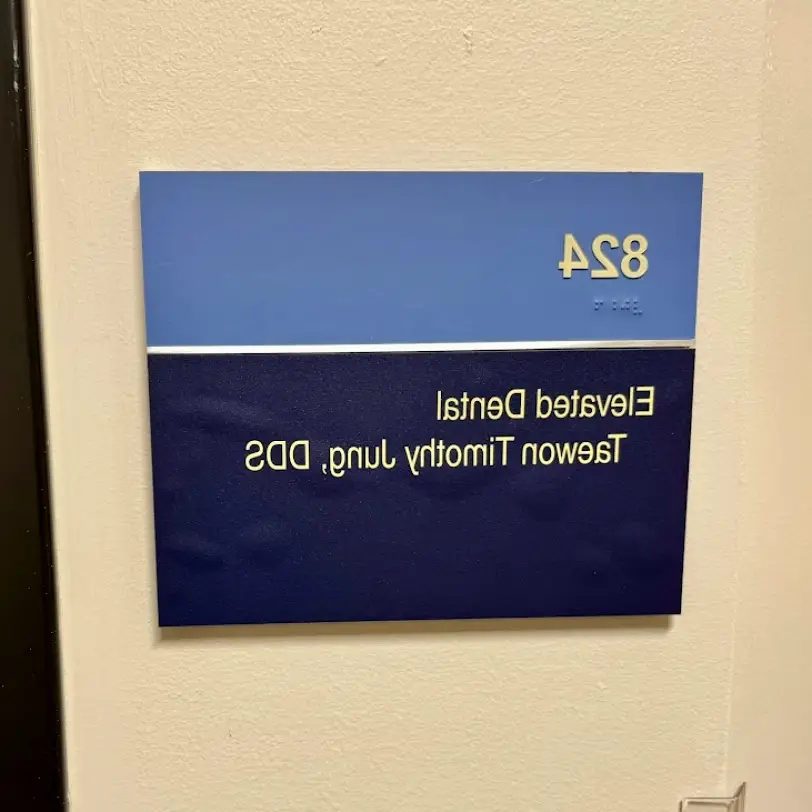 824
Elevated Dental
Taewon Timothy Jung, DDS